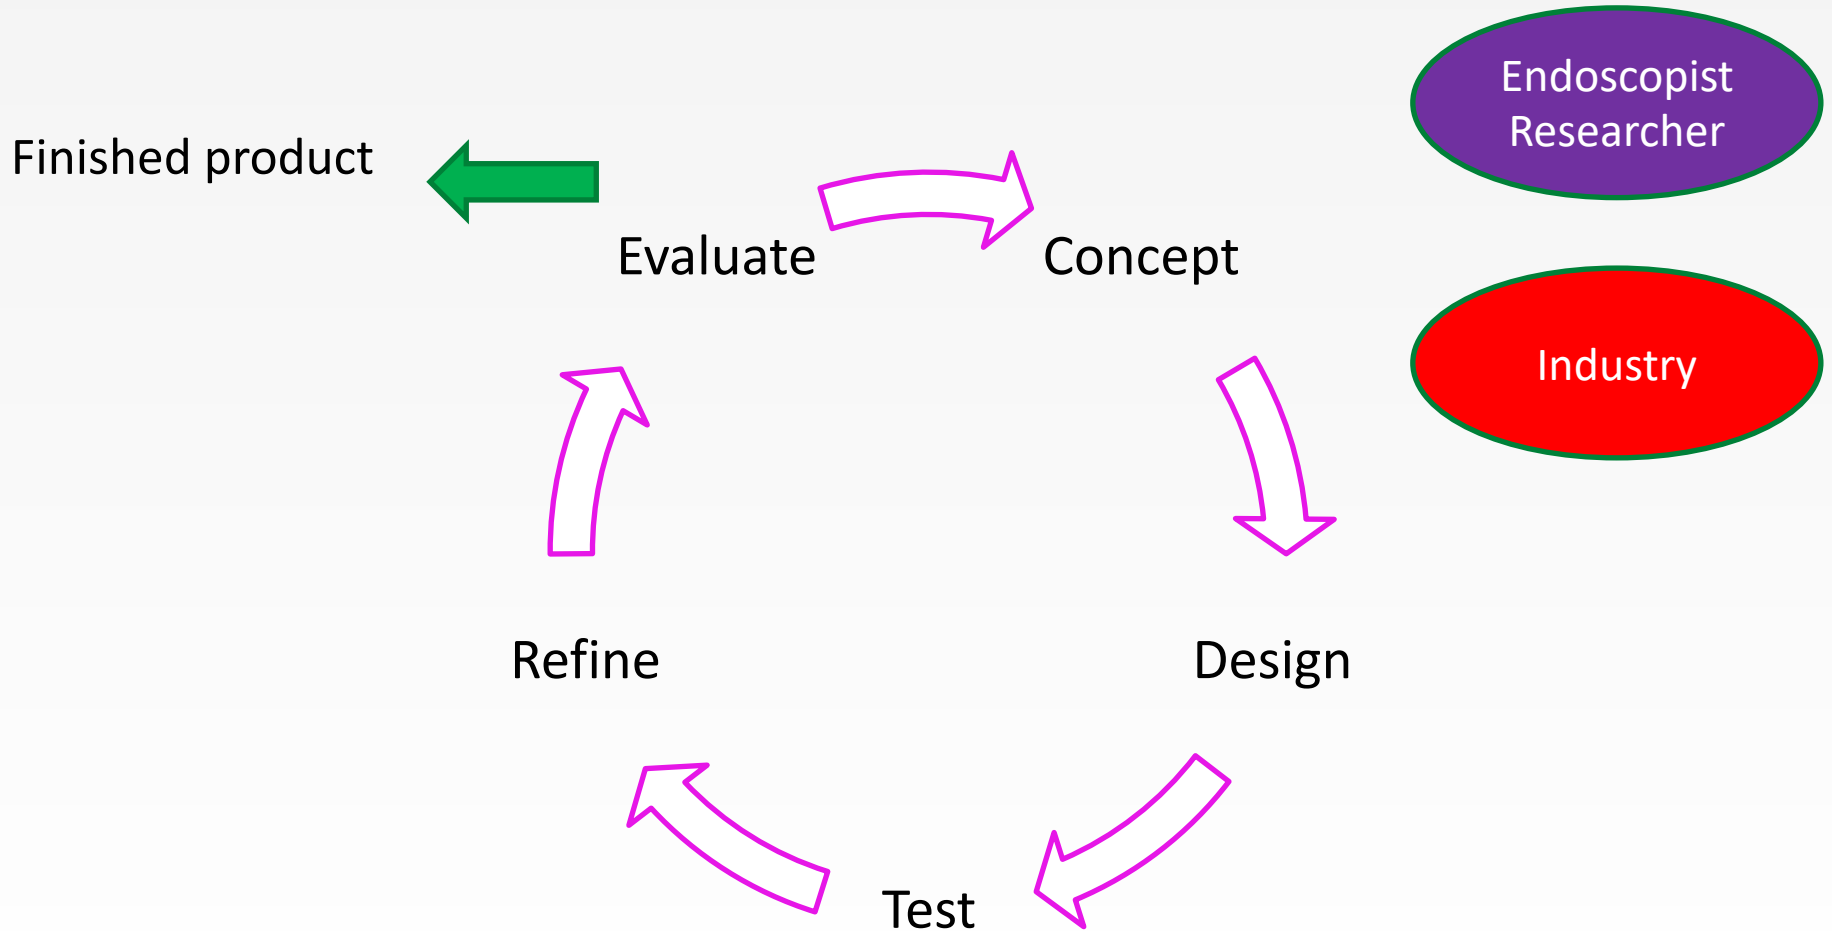 Endoscopist
Researcher
Finished product
Evaluate
Concept
Industry
Refine
Design
Test